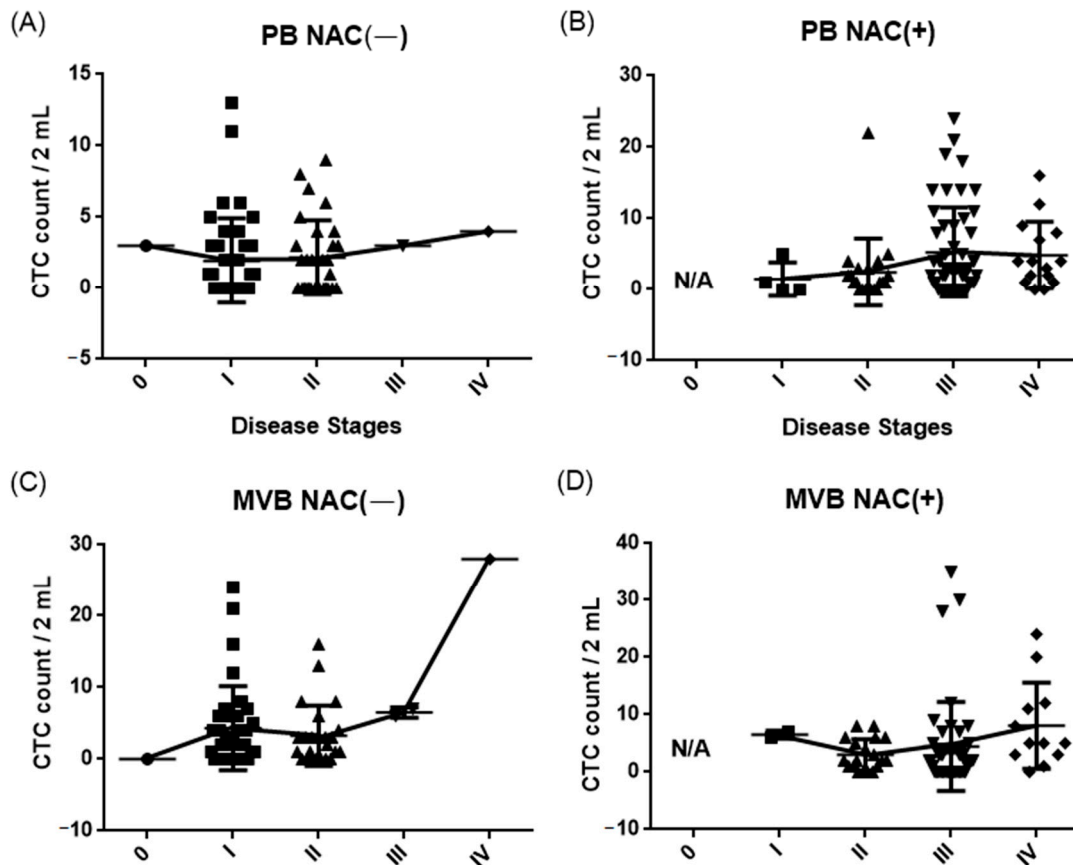 (A)
PB NAC(—)
CTC count / 2 mL
15
10
5
0
−5
0
I
II
III
IV
Disease Stages
(B)
PB NAC(+)
CTC count / 2 mL
30
20
10
0
−10
N/A
0
I
II
III
IV
Disease Stages
(C)
MVB NAC(—)
CTC count / 2 mL
30
20
10
0
−10
0
I
II
III
IV
(D)
MVB NAC(+)
CTC count / 2 mL
40
30
20
10
0
−10
N/A
0
I
II
III
IV